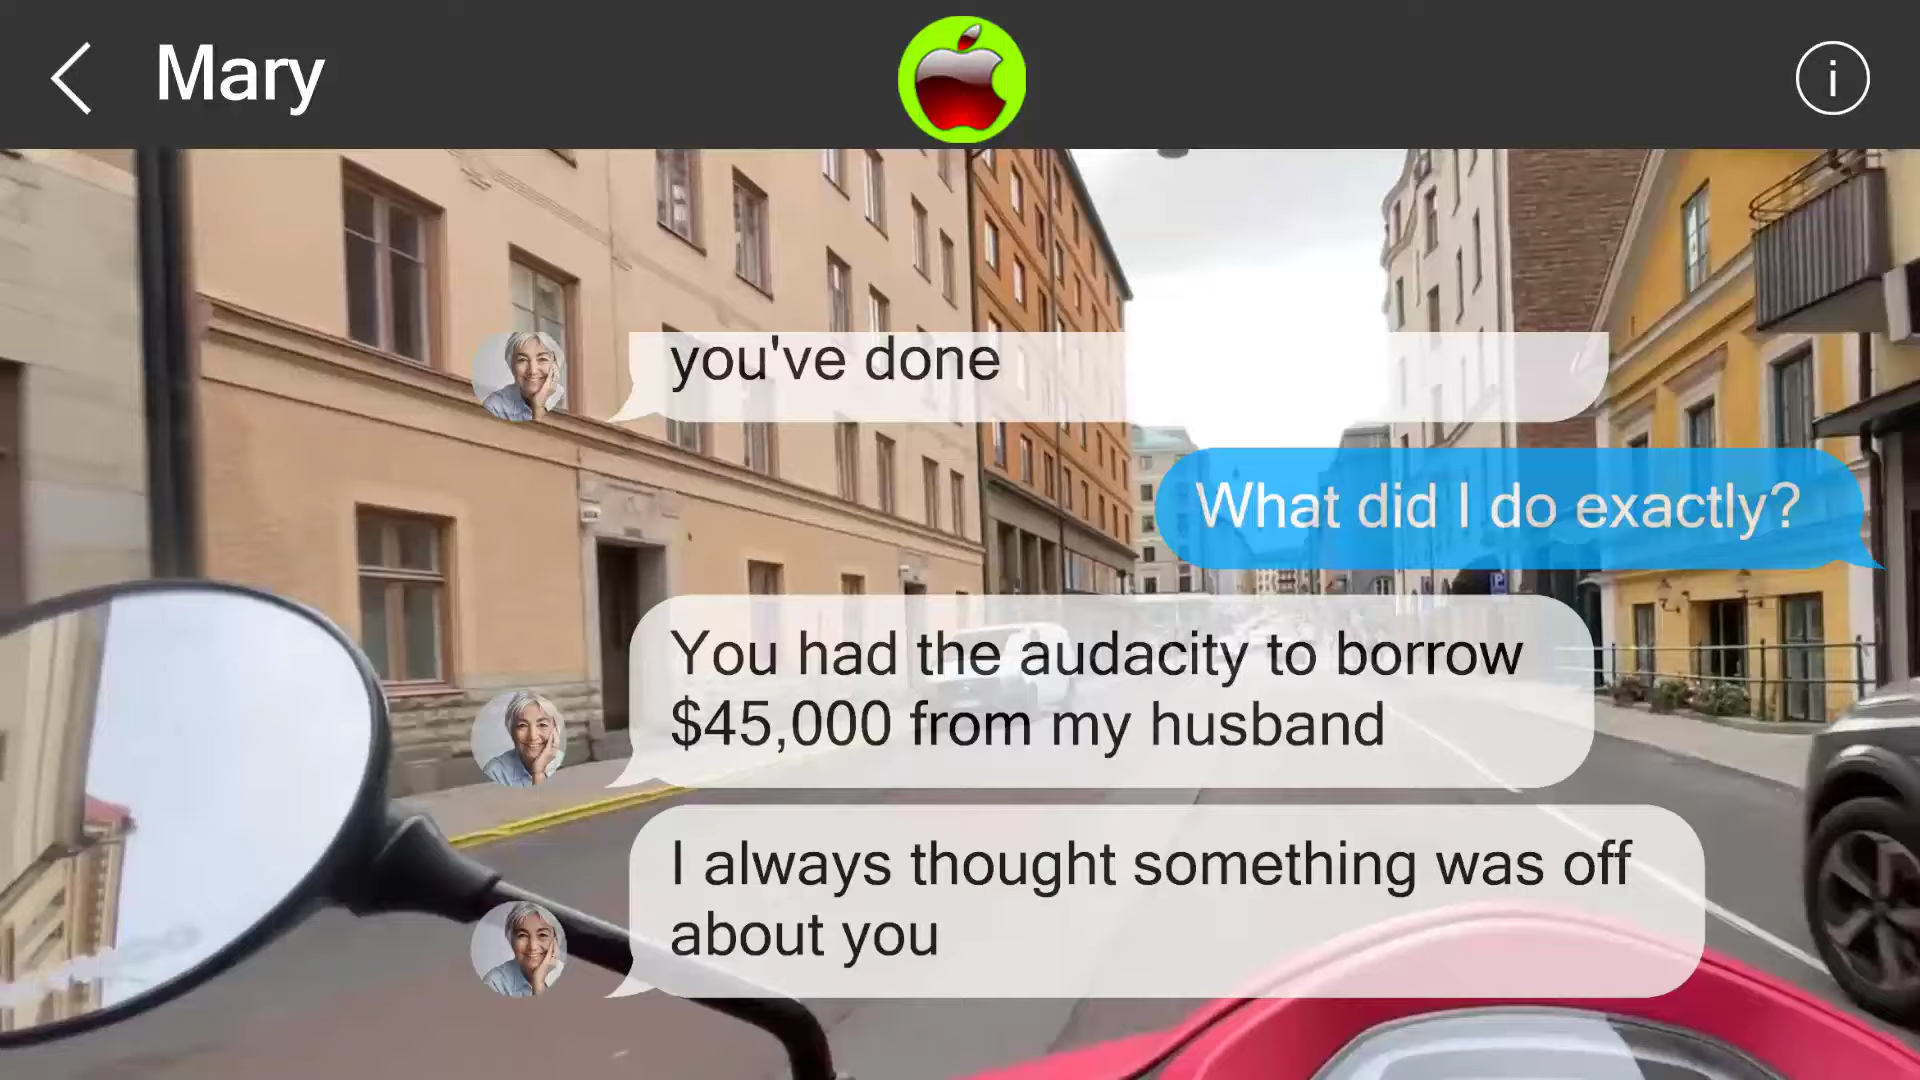 Mary
i
you've done
What did I do exactly?
You had the audacity to borrow
$45,000 from my husband
I always thought something was off
about you
P